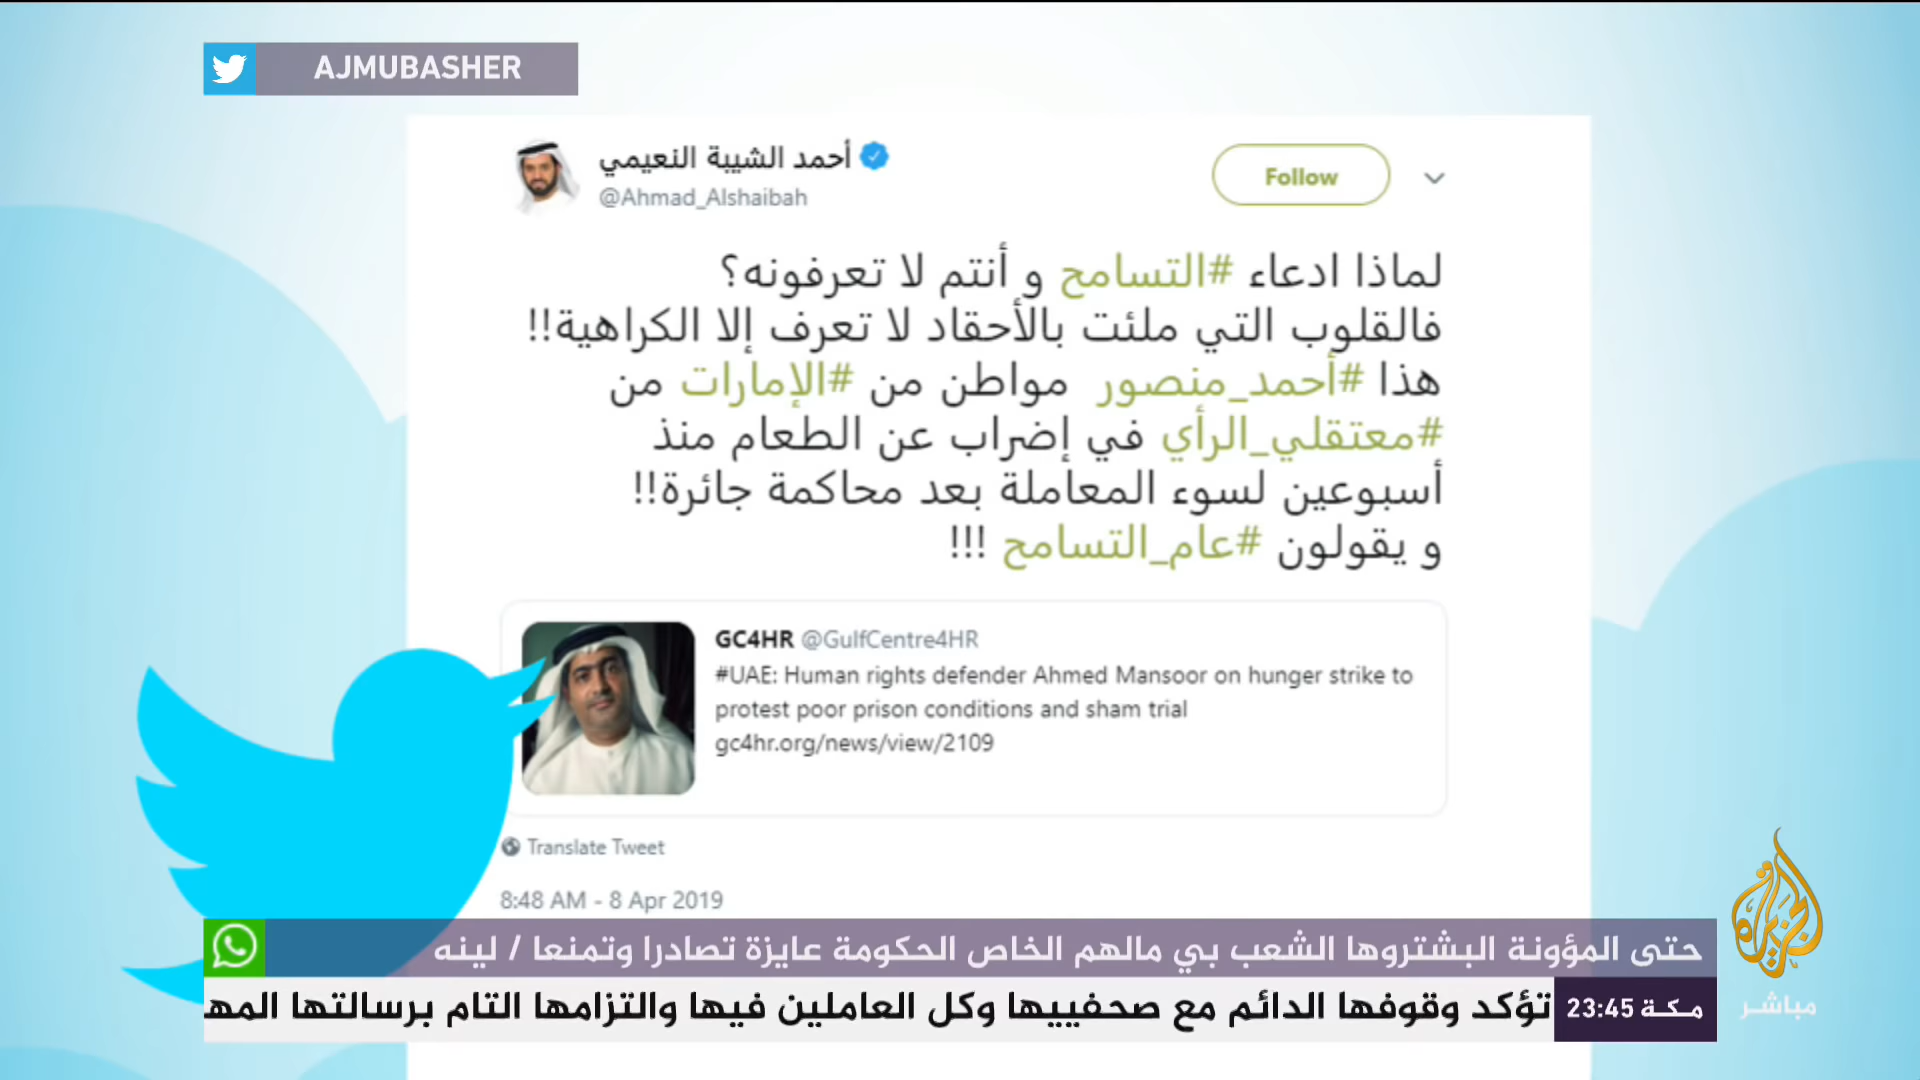 AJMUBASHER
أحمد الشيبة النعيمي
@Ahmad_Alshaibah
Follow
لماذا ادعاء #التسامح و أنتم لا تعرفونه؟
فالقلوب التي ملئت بالأحقاد لا تعرف إلا الكراهية!!
هذا #أحمد_منصور مواطن من #الإمارات من
#معتقلي_الرأي في إضراب عن الطعام منذ
أسبوعين لسوء المعاملة بعد محاكمة جائرة!!
و يقولون #عام_التسامح !!!
GC4HR @GulfCentre4HR
#UAE: Human rights defender Ahmed Mansoor on hunger strike to
protest poor prison conditions and sham trial
gc4hr.org/news/view/2109
Translate Tweet
8:48 AM - 8 Apr 2019
حتى المؤونة البشتروها الشعب بي مالهم الخاص الحكومة عايزة تصادرا وتمنعا / لينه
مكة 23:45
تؤكد وقوفها الدائم مع صحفييها وكل العاملين فيها والتزامها التام برسالتها المه
الجزيرة
مباشر